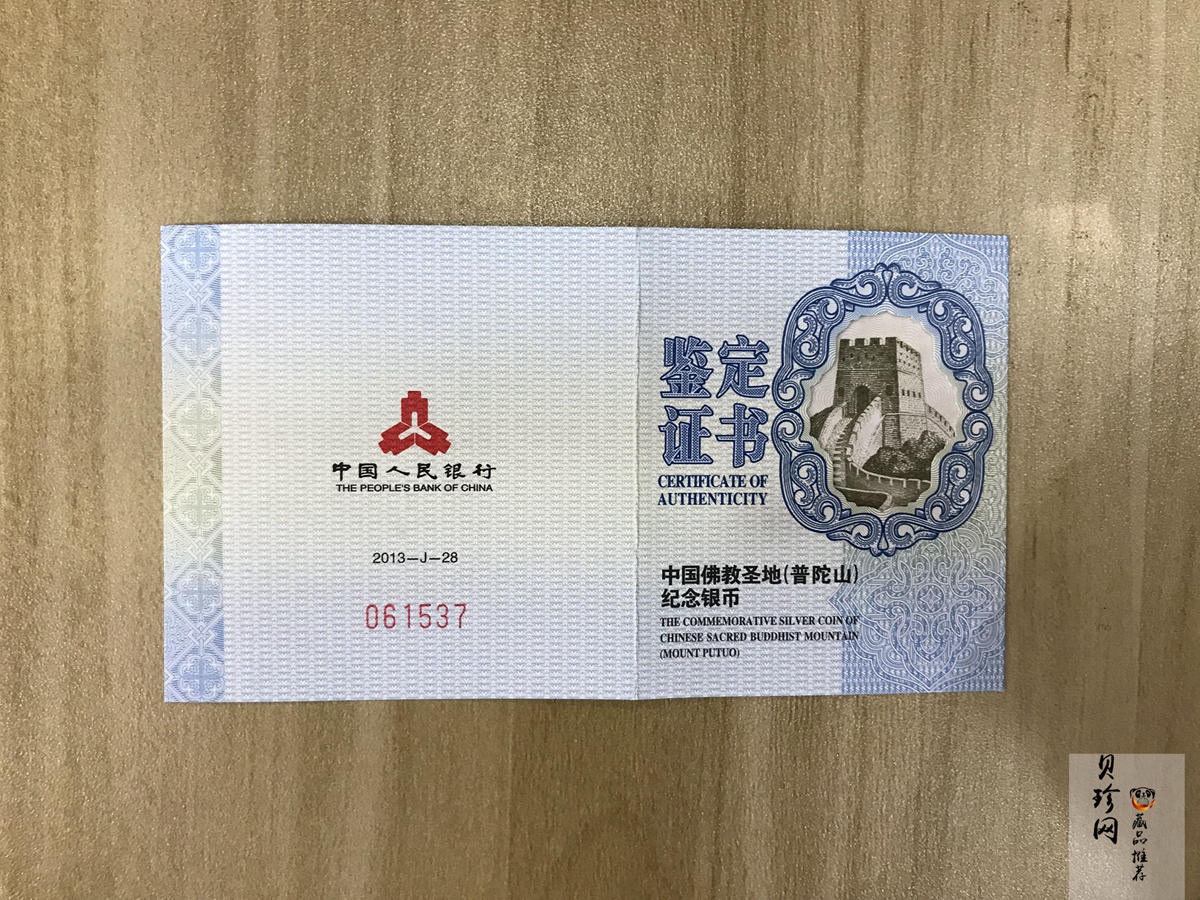 中国人民银行
THE PEOPLE'S BANK OF CHINA
2013—J—28
061537
鉴定
证书
CERTIFICATE OF
AUTHENTICITY
中国佛教圣地(普陀山)
纪念银币
THE COMMEMORATIVE SILVER COIN OF
CHINESE SACRED BUDDHIST MOUNTAIN
(MOUNT PUTUO)
贝珍网
藏品推荐